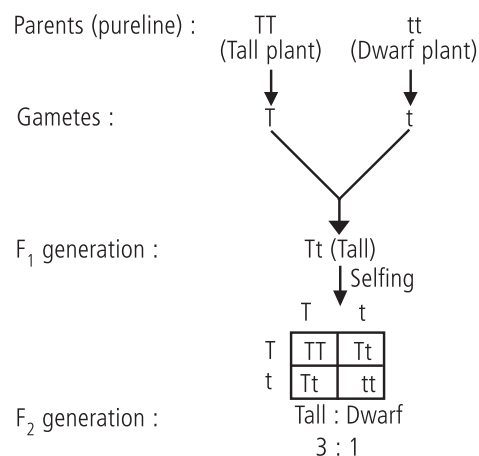 Parents (pureline) : TT tt
(Tall plant) (Dwarf plant)
Gametes : T t
F1 generation : Tt (Tall)
Selfing
T t
T TT Tt
t Tt tt
F2 generation : Tall : Dwarf
3 : 1